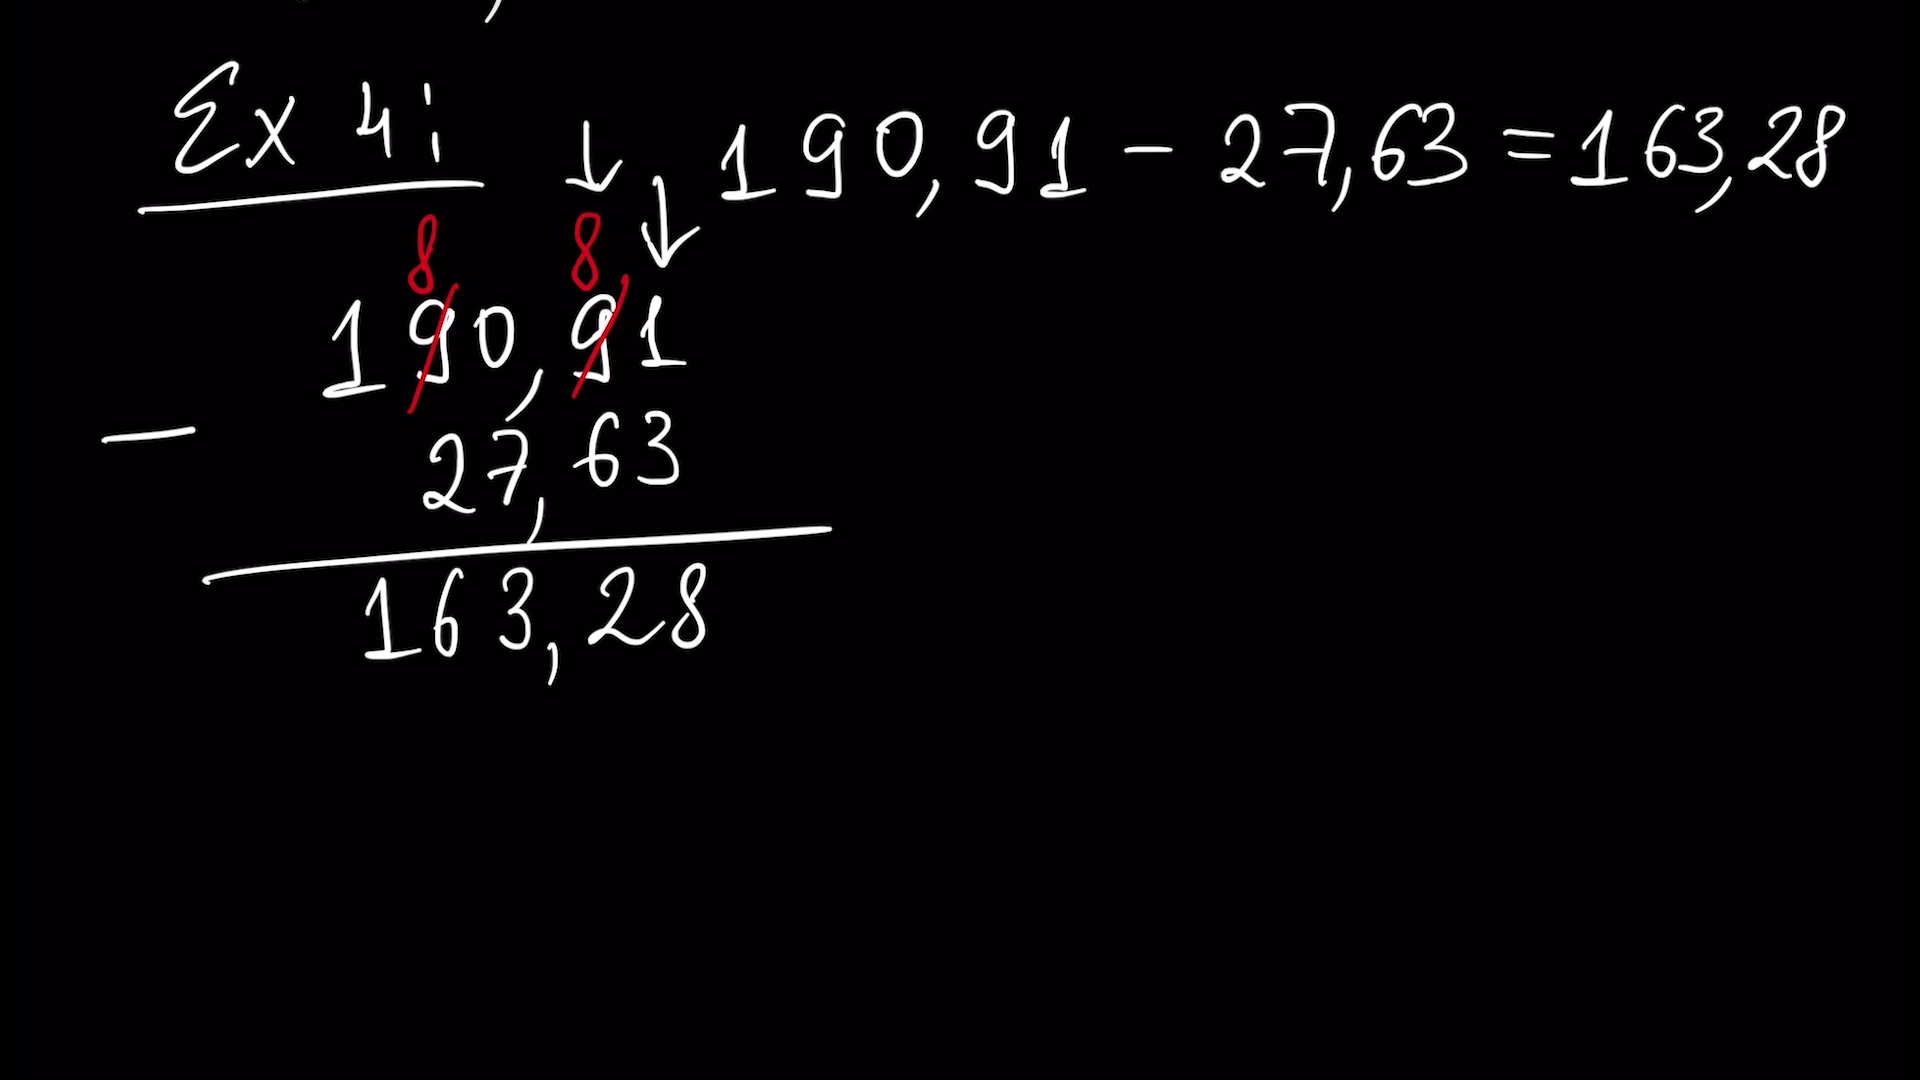 Ex 4:
190,91 - 27,63 = 163,28
8 8
190,91
-
27,63
163,28